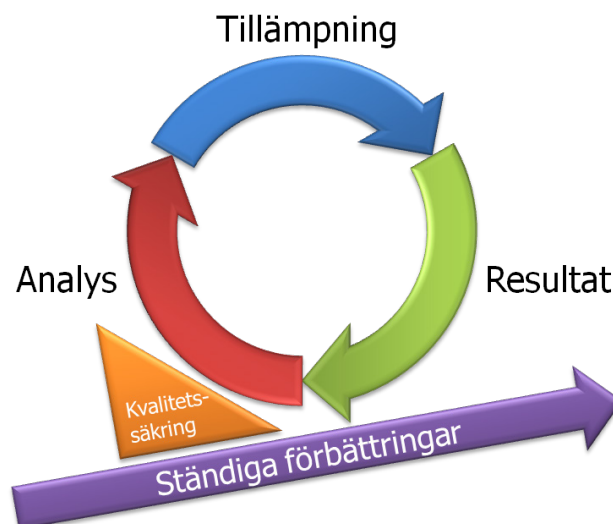 Tillämpning
Analys
Resultat
Kvalitets-
säkring
Ständiga förbättringar